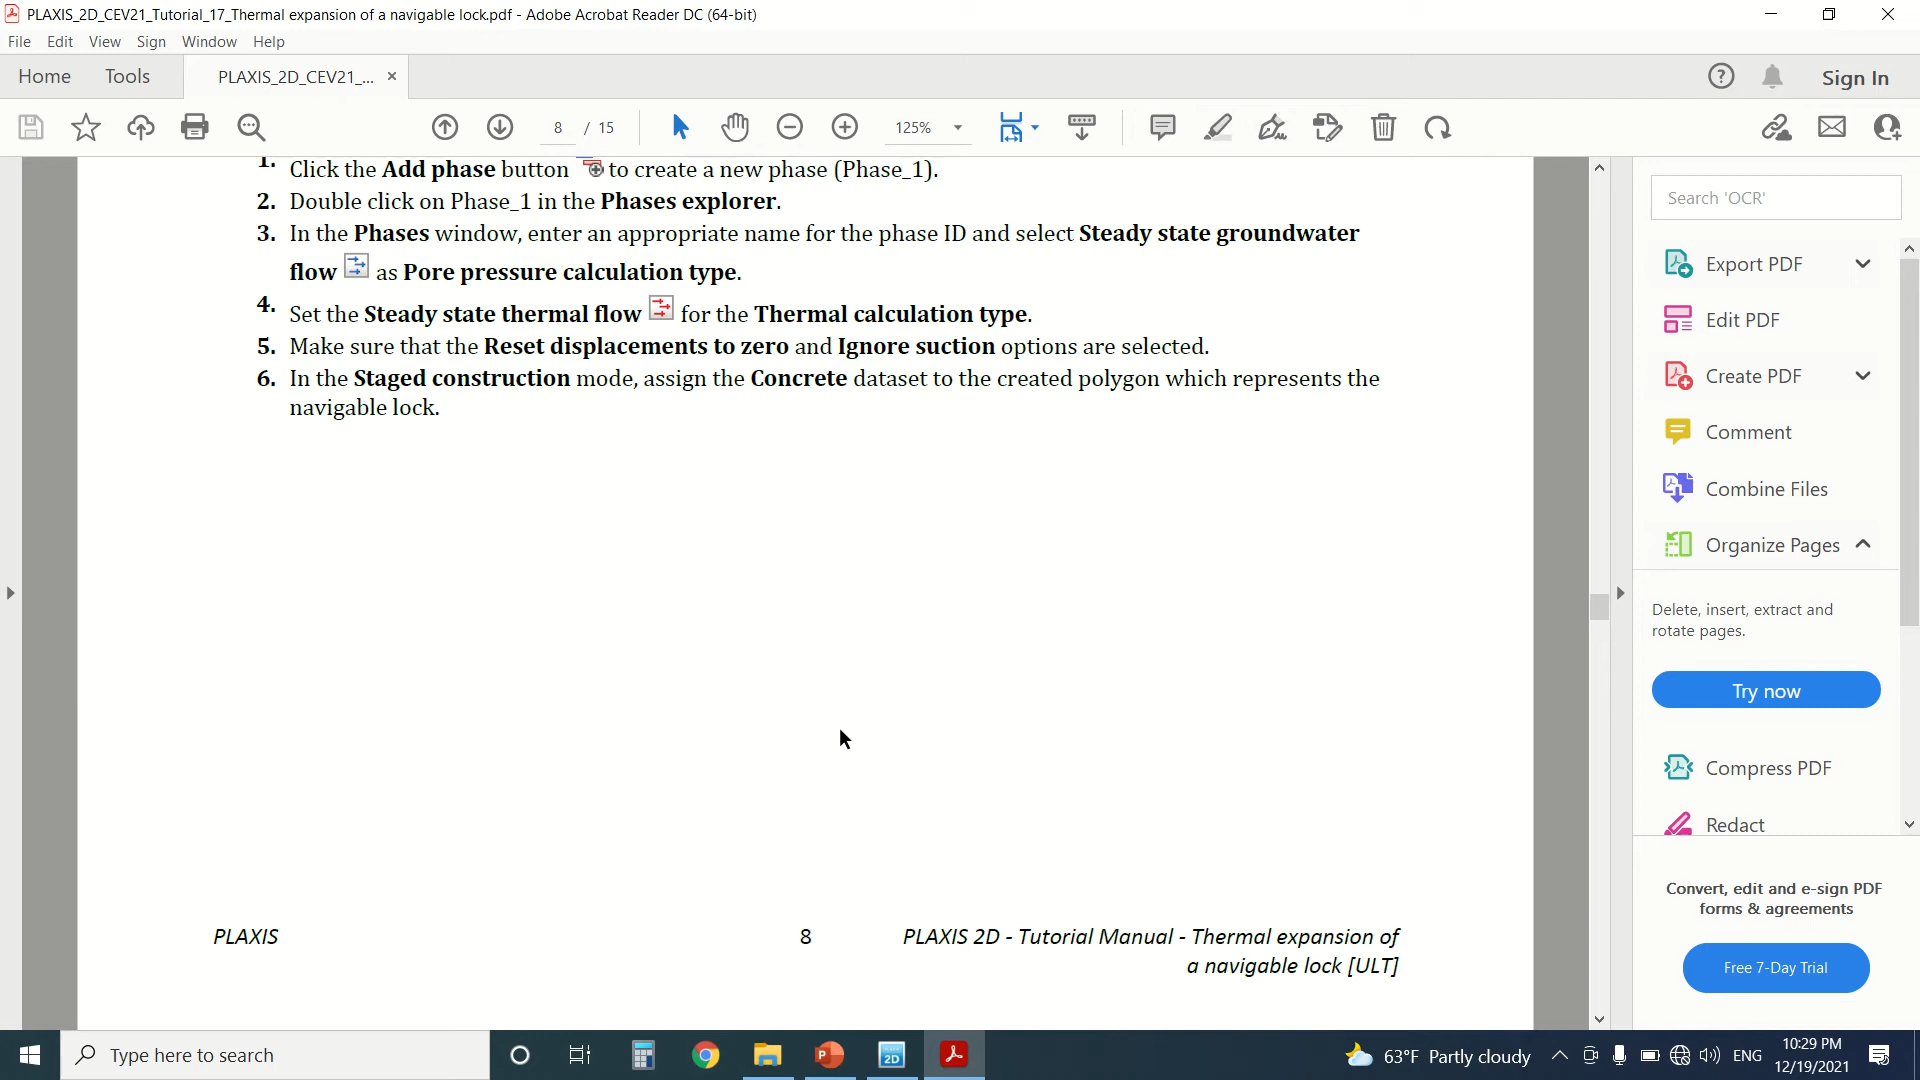 PLAXIS_2D_CEV21_Tutorial_17_Thermal expansion of a navigable lock.pdf - Adobe Acrobat Reader DC (64-bit)
File Edit View Sign Window Help
Home Tools PLAXIS_2D_CEV21_... × Sign In
8 / 15 125%
1. Click the Add phase button to create a new phase (Phase_1).
2. Double click on Phase_1 in the Phases explorer.
3. In the Phases window, enter an appropriate name for the phase ID and select Steady state groundwater
flow as Pore pressure calculation type.
4. Set the Steady state thermal flow for the Thermal calculation type.
5. Make sure that the Reset displacements to zero and Ignore suction options are selected.
6. In the Staged construction mode, assign the Concrete dataset to the created polygon which represents the
navigable lock.
PLAXIS 8 PLAXIS 2D - Tutorial Manual - Thermal expansion of
a navigable lock [ULT]
Search 'OCR'
Export PDF
Edit PDF
Create PDF
Comment
Combine Files
Organize Pages
Delete, insert, extract and
rotate pages.
Try now
Compress PDF
Redact
Convert, edit and e-sign PDF
forms & agreements
Free 7-Day Trial
Type here to search
2D
63°F Partly cloudy
ENG
10:29 PM
12/19/2021